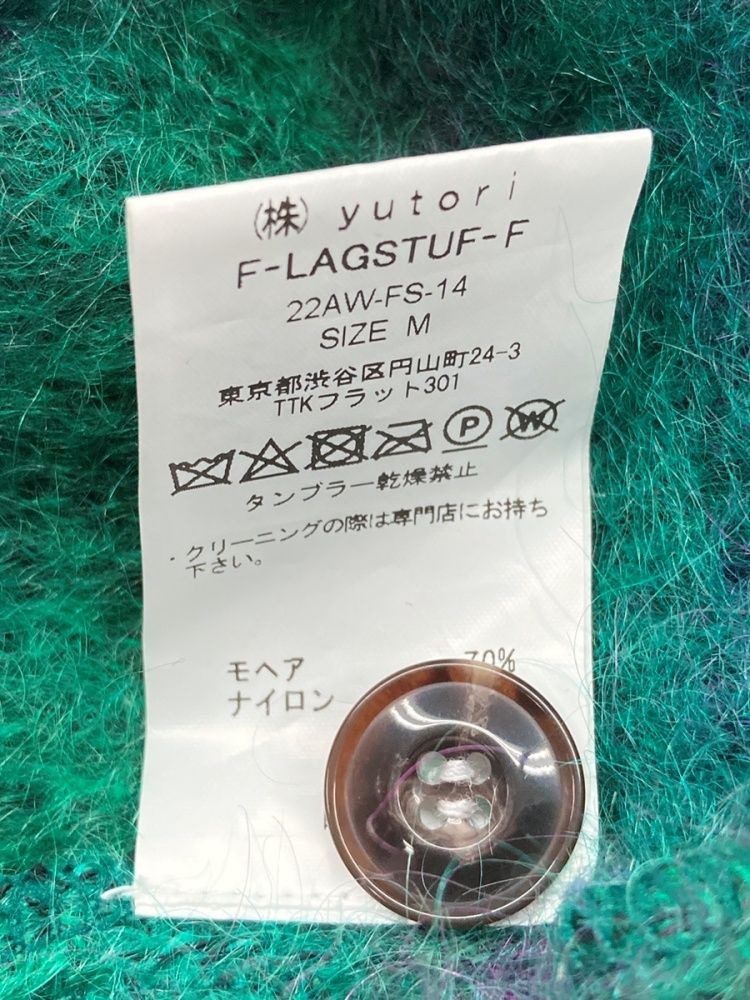 (株) yutori
F-LAGSTUF-F
22AW-FS-14
SIZE M
東京都渋谷区円山町24-3
TTKフラット301
P W
タンブラー乾燥禁止
・クリーニングの際は専門店にお持ち
下さい。
モヘア 70%
ナイロン